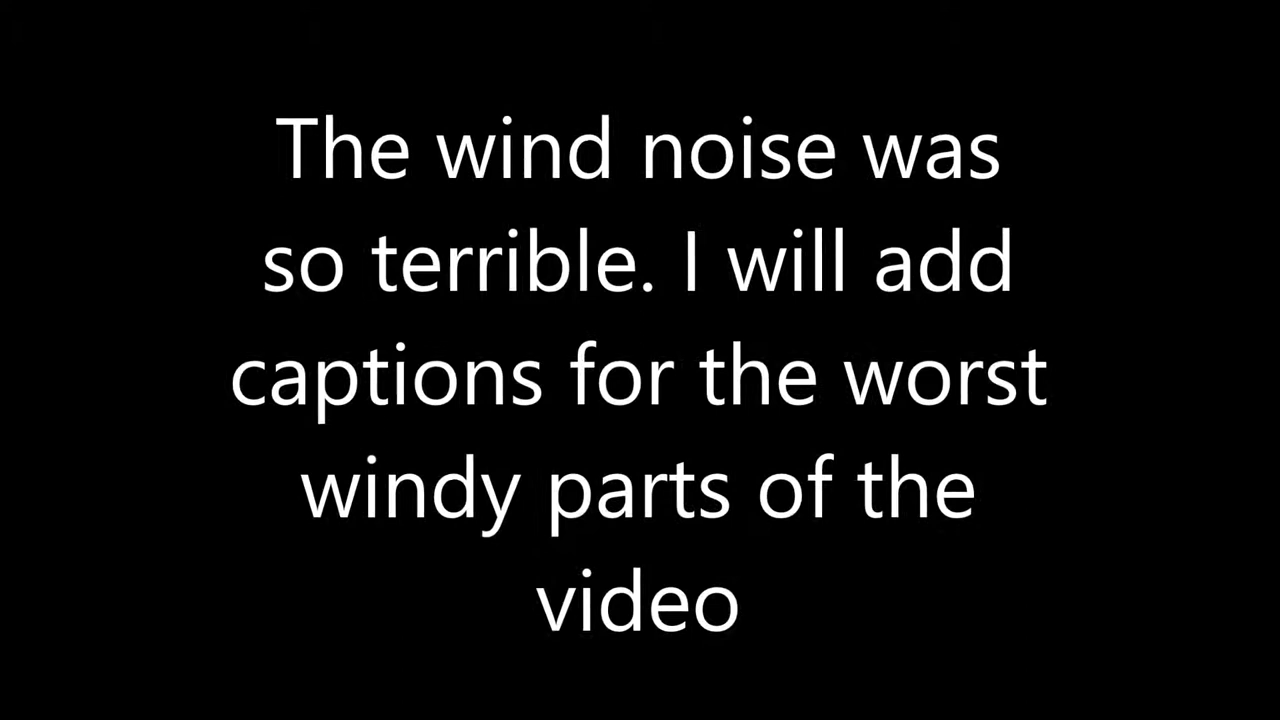 The wind noise was
so terrible. I will add
captions for the worst
windy parts of the
video